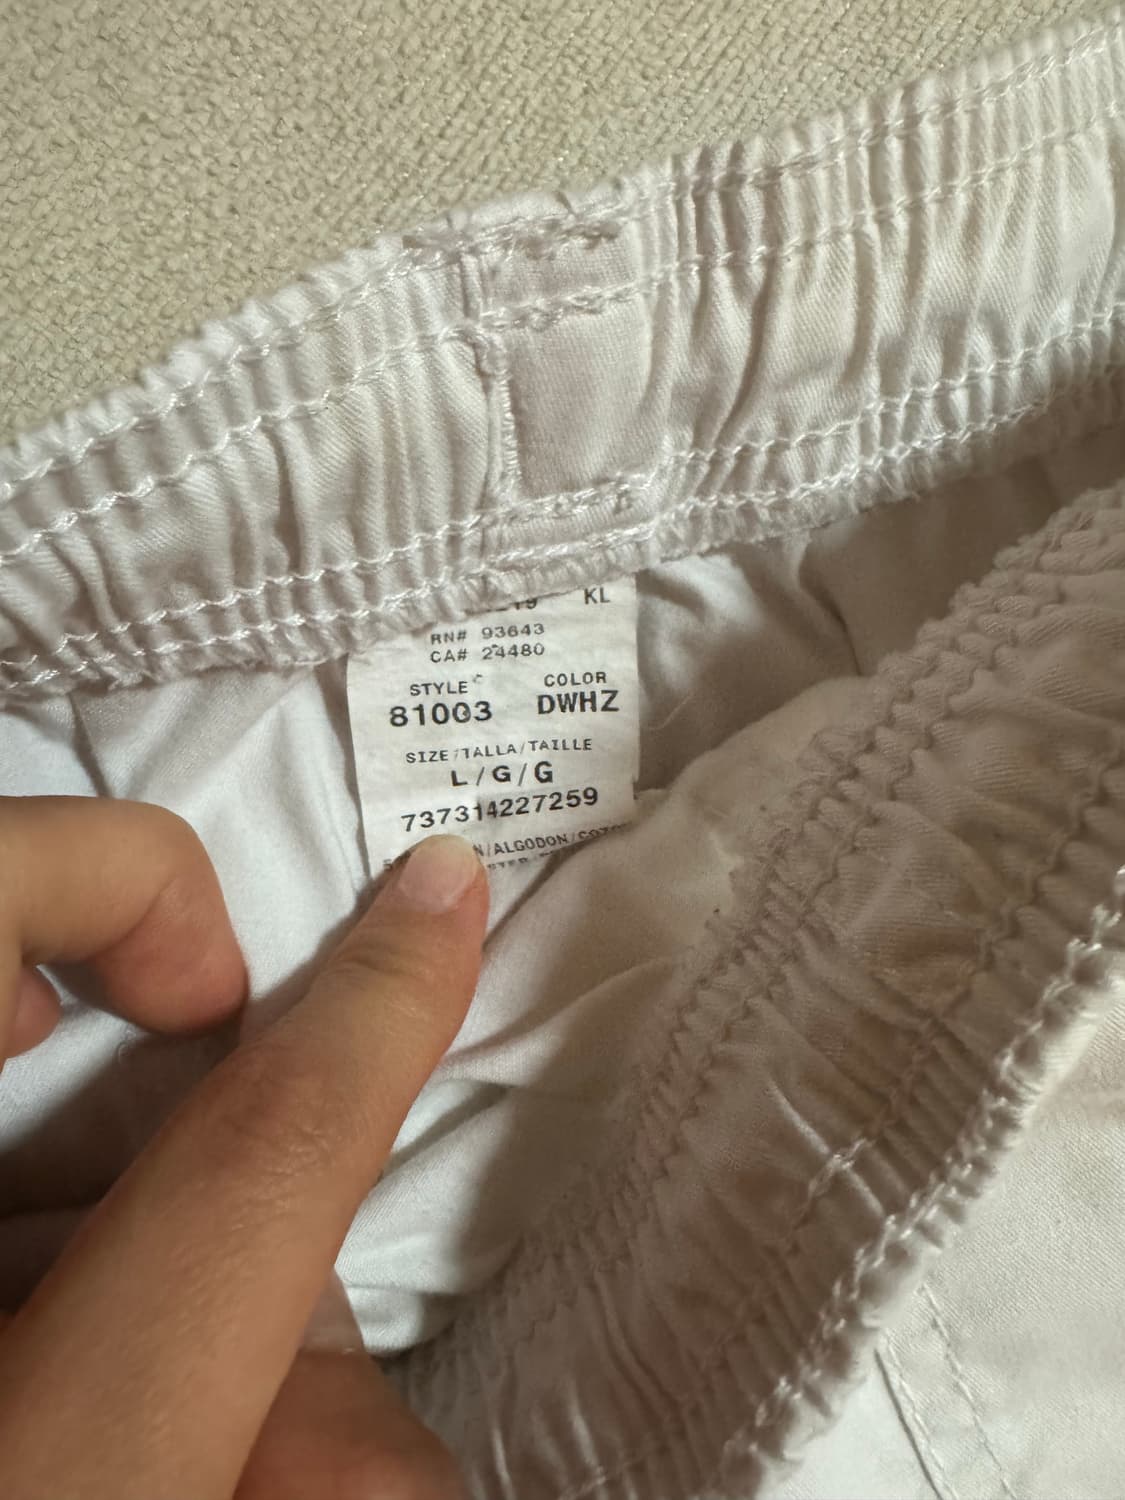 KL
RN# 93643
CA# 24480
STYLE COLOR
81003 DWHZ
SIZE/TALLA/TAILLE
L/G/G
737314227259
/ALGODON/